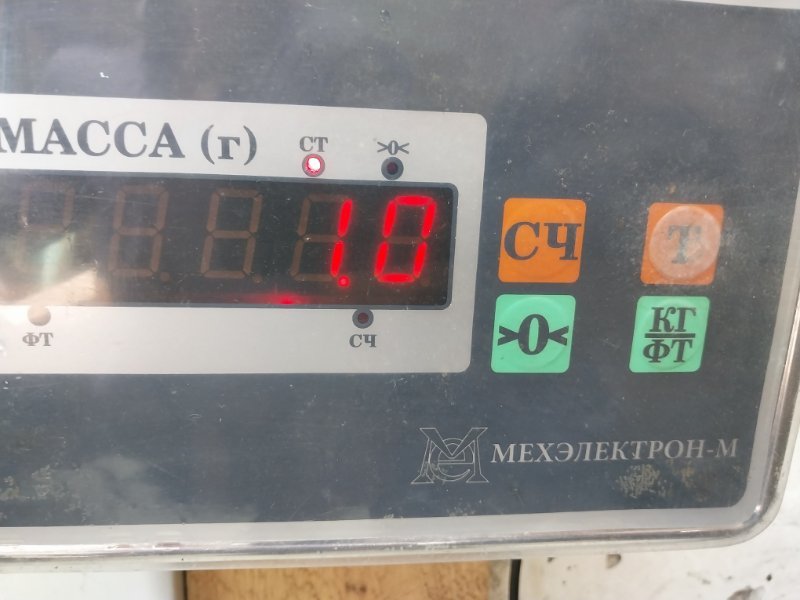 МАССА (г)
СТ >0<
1.0
ФТ СЧ
СЧ Т
>0< КГ
ФТ
МЕХЭЛЕКТРОН-М